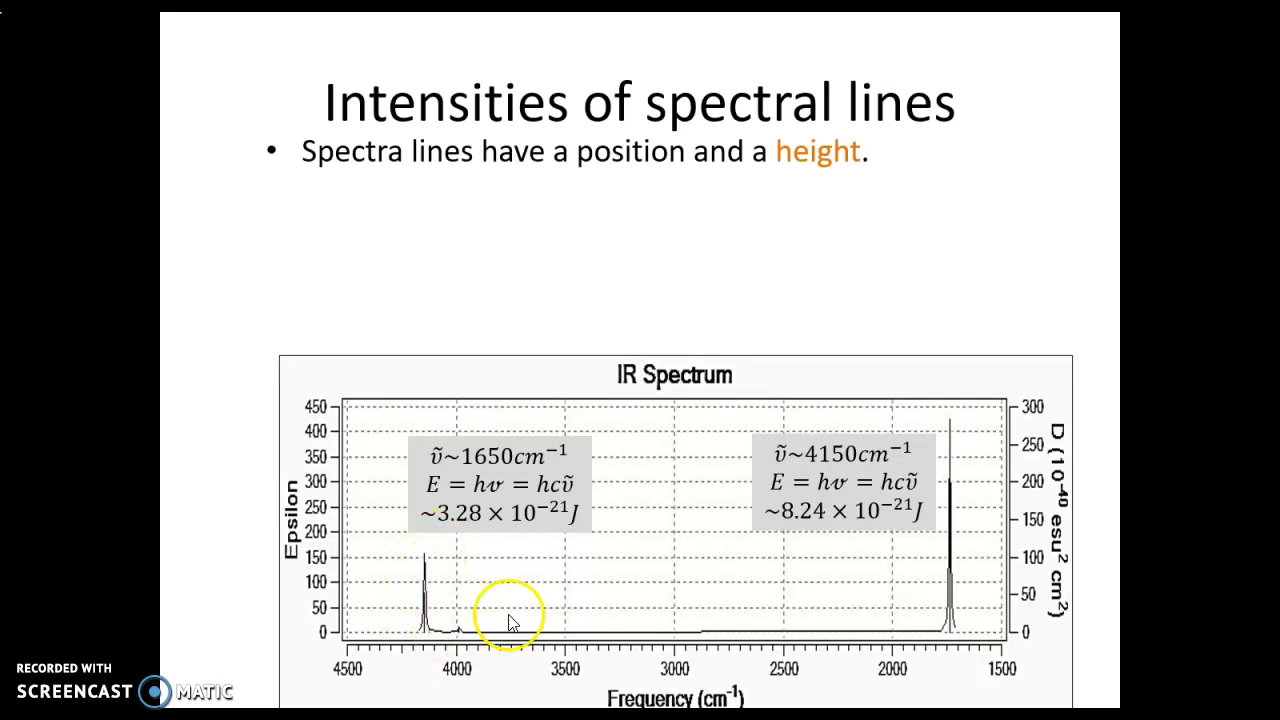 Intensities of spectral lines
• Spectra lines have a position and a height.
IR Spectrum
450
400
350
300
250
200
150
100
50
0
Epsilon
ṽ~1650cm⁻¹
E = hv = hcṽ
~3.28 × 10⁻²¹J
ṽ~4150cm⁻¹
E = hv = hcṽ
~8.24 × 10⁻²¹J
300
250
200
150
100
50
0
D (10⁻⁴⁰ esu² cm²)
4500 4000 3500 3000 2500 2000 1500
Frequency (cm⁻¹)
RECORDED WITH
SCREENCAST MATIC